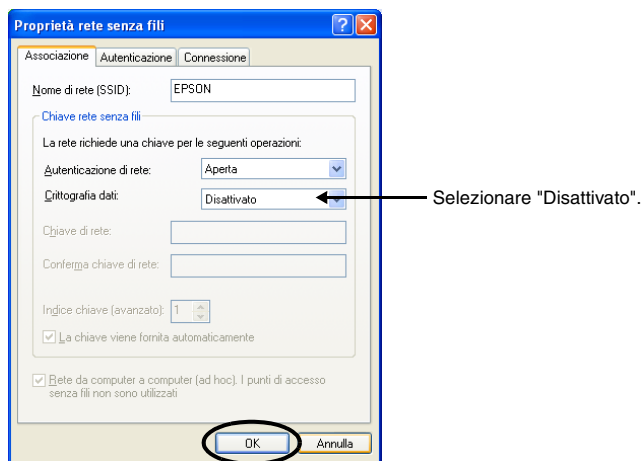 Proprietà rete senza fili
Associazione Autenticazione Connessione
Nome di rete (SSID): EPSON
Chiave rete senza fili
La rete richiede una chiave per le seguenti operazioni:
Autenticazione di rete: Aperta
Crittografia dati: Disattivato
Selezionare "Disattivato".
Chiave di rete:
Conferma chiave di rete:
Indice chiave (avanzato): 1
La chiave viene fornita automaticamente
Rete da computer a computer (ad hoc). I punti di accesso
senza fili non sono utilizzati
OK Annulla